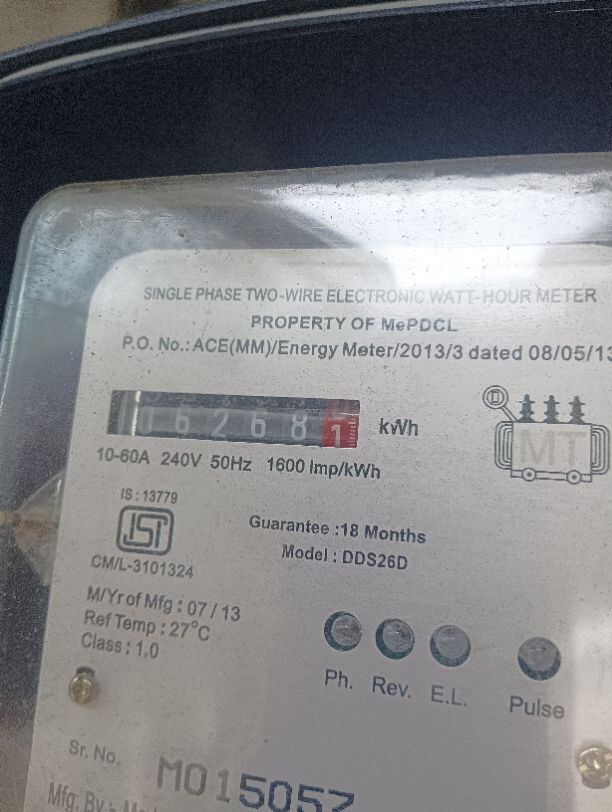 SINGLE PHASE TWO-WIRE ELECTRONIC WATT-HOUR METER
PROPERTY OF MePDCL
P.O. No.: ACE(MM)/Energy Meter/2013/3 dated 08/05/13
06268 1 kWh
MT
10-60A 240V 50Hz 1600 Imp/kWh
IS : 13779
CM/L-3101324
Guarantee : 18 Months
Model : DDS26D
M/Yr of Mfg : 07 / 13
Ref Temp : 27°C
Class : 1.0
Ph. Rev. E.L. Pulse
Sr. No. M015057
Mfg. By :-